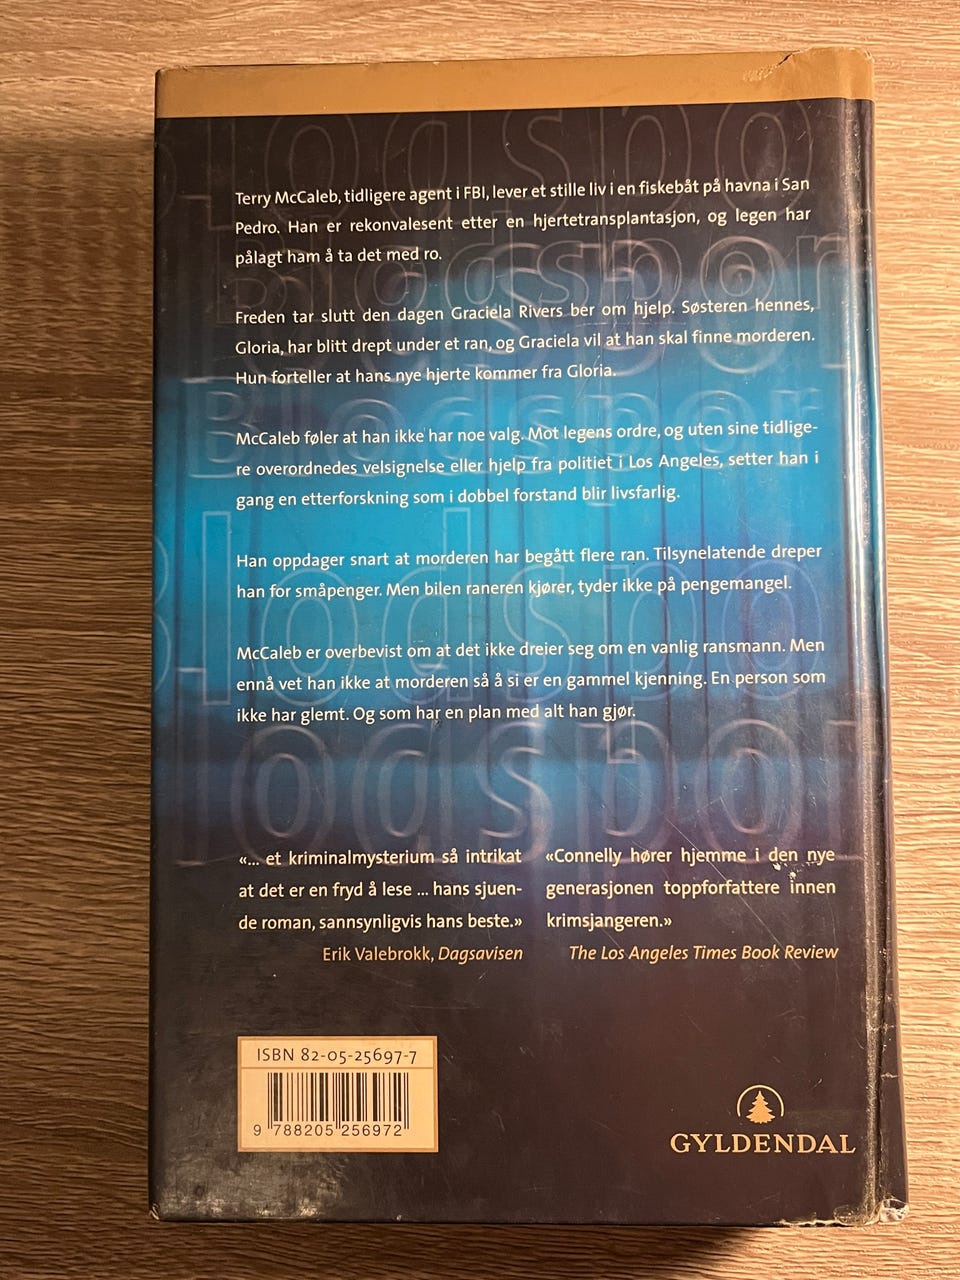 Terry McCaleb, tidligere agent i FBI, lever et stille liv i en fiskebåt på havna i San
Pedro. Han er rekonvalesent etter en hjertetransplantasjon, og legen har
pålagt ham å ta det med ro.
Freden tar slutt den dagen Graciela Rivers ber om hjelp. Søsteren hennes,
Gloria, har blitt drept under et ran, og Graciela vil at han skal finne morderen.
Hun forteller at hans nye hjerte kommer fra Gloria.
McCaleb føler at han ikke har noe valg. Mot legens ordre, og uten sine tidlige-
re overordnedes velsignelse eller hjelp fra politiet i Los Angeles, setter han i
gang en etterforskning som i dobbel forstand blir livsfarlig.
Han oppdager snart at morderen har begått flere ran. Tilsynelatende dreper
han for småpenger. Men bilen raneren kjører, tyder ikke på pengemangel.
McCaleb er overbevist om at det ikke dreier seg om en vanlig ransmann. Men
ennå vet han ikke at morderen så å si er en gammel kjenning. En person som
ikke har glemt. Og som har en plan med alt han gjør.
«... et kriminalmysterium så intrikat
at det er en fryd å lese ... hans sjuen-
de roman, sannsynligvis hans beste.»
Erik Valebrokk, Dagsavisen
«Connelly hører hjemme i den nye
generasjonen toppforfattere innen
krimsjangeren.»
The Los Angeles Times Book Review
ISBN 82-05-25697-7
9 788205 256972
GYLDENDAL
Blodspo
Blodspor
Blodspor
Blodspo
Blodspo
lodspor